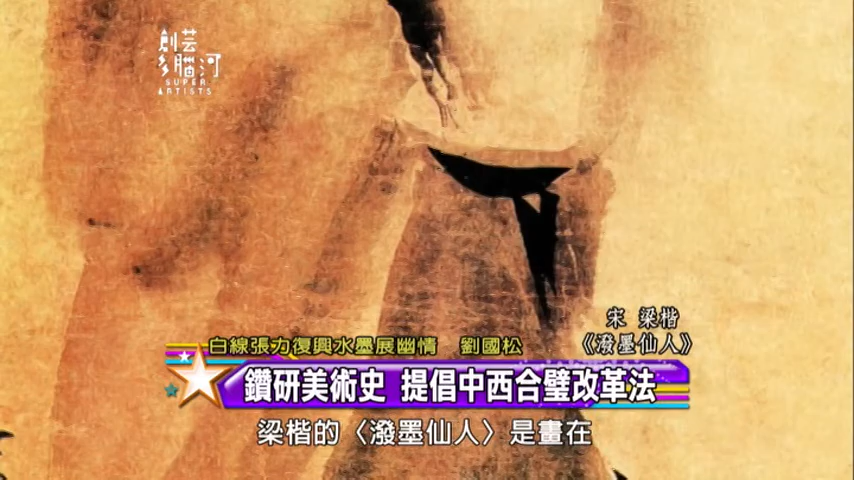 創芸
多腦河
SUPER
ARTISTS
宋 梁楷
《潑墨仙人》
白線張力復興水墨展幽情 劉國松
鑽研美術史 提倡中西合璧改革法
梁楷的〈潑墨仙人〉是畫在